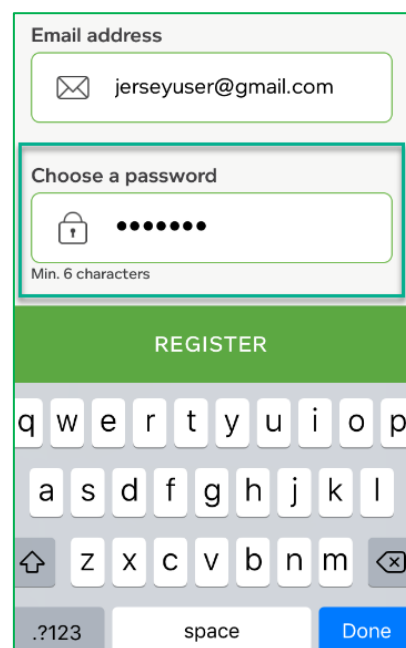 Email address
jerseyuser@gmail.com
Choose a password
•••••••
Min. 6 characters
REGISTER
q w e r t y u i o p
a s d f g h j k l
z x c v b n m
.?123 space Done